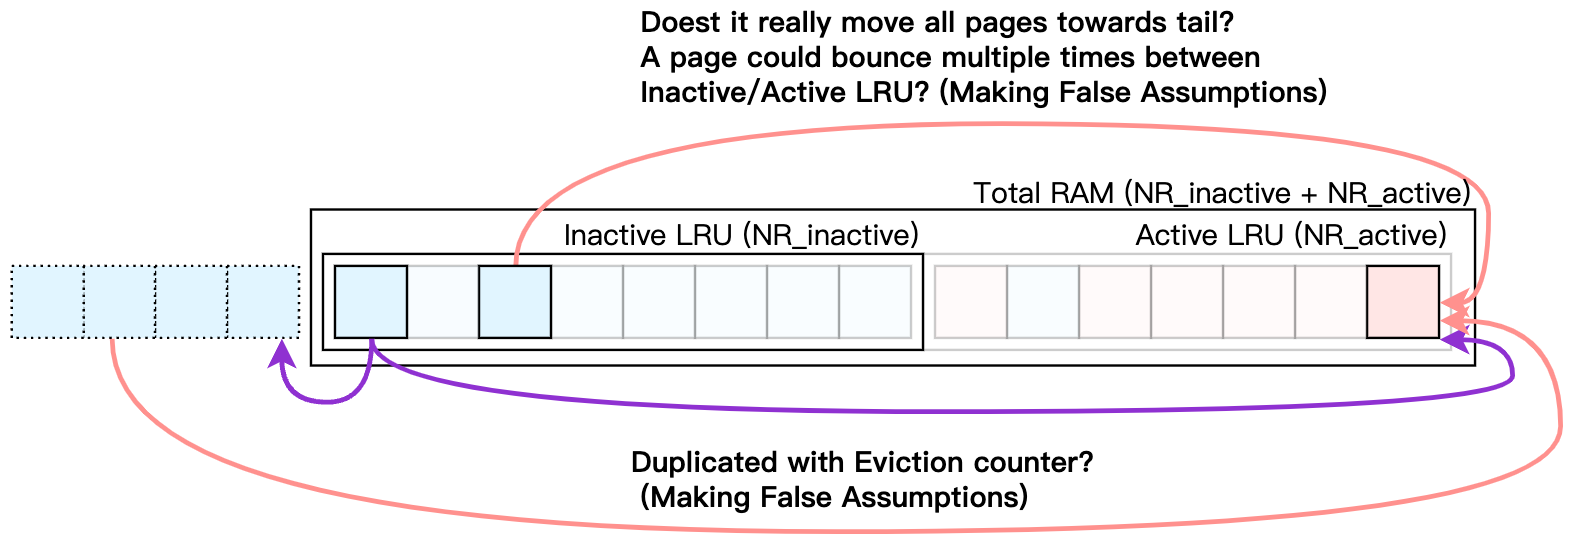 Doest it really move all pages towards tail?
A page could bounce multiple times between
Inactive/Active LRU? (Making False Assumptions)
Total RAM (NR_inactive + NR_active)
Inactive LRU (NR_inactive)
Active LRU (NR_active)
Duplicated with Eviction counter?
(Making False Assumptions)